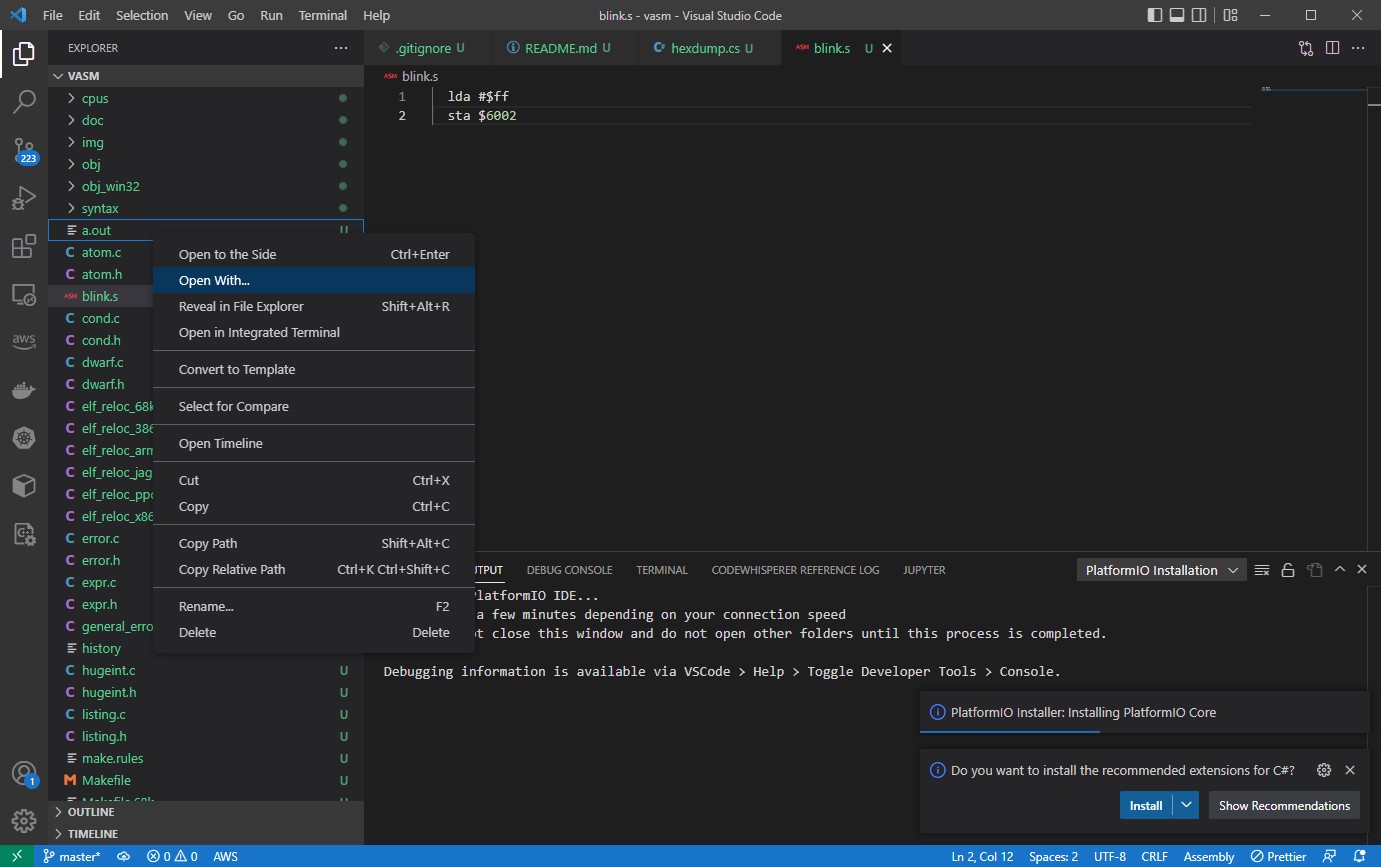 File Edit Selection View Go Run Terminal Help
blink.s - vasm - Visual Studio Code
EXPLORER
VASM
cpus
doc
img
obj
obj_win32
syntax
a.out U
atom.c
atom.h
ASM blink.s
cond.c
cond.h
dwarf.c
dwarf.h
elf_reloc_68k
elf_reloc_386
elf_reloc_arm
elf_reloc_jag
elf_reloc_ppc
elf_reloc_x86
error.c
error.h
expr.c
expr.h
general_erro
history
hugeint.c U
hugeint.h U
listing.c U
listing.h U
make.rules U
Makefile U
OUTLINE
TIMELINE
223
aws
1
.gitignore U
README.md U
hexdump.cs U
ASM blink.s U
ASM blink.s
1 lda #$ff
2 sta $6002
Open to the Side Ctrl+Enter
Open With...
Reveal in File Explorer Shift+Alt+R
Open in Integrated Terminal
Convert to Template
Select for Compare
Open Timeline
Cut Ctrl+X
Copy Ctrl+C
Copy Path Shift+Alt+C
Copy Relative Path Ctrl+K Ctrl+Shift+C
Rename... F2
Delete Delete
DEBUG CONSOLE TERMINAL CODEWHISPERER REFERENCE LOG JUPYTER
PlatformIO Installation
PlatformIO IDE...
a few minutes depending on your connection speed
close this window and do not open other folders until this process is completed.
Debugging information is available via VSCode > Help > Toggle Developer Tools > Console.
PlatformIO Installer: Installing PlatformIO Core
Do you want to install the recommended extensions for C#?
Install
Show Recommendations
master* 0 0 AWS
Ln 2, Col 12 Spaces: 2 UTF-8 CRLF Assembly Prettier